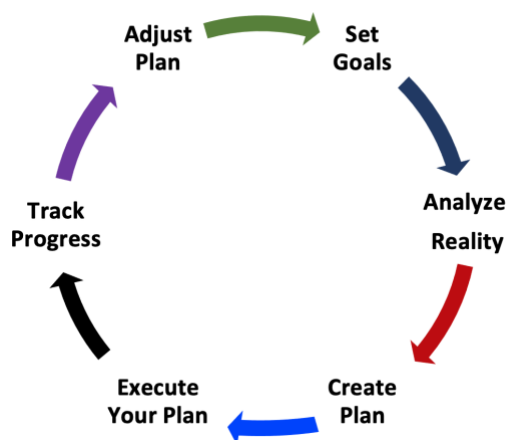 Adjust
Plan
Set
Goals
Analyze
Reality
Create
Plan
Execute
Your Plan
Track
Progress